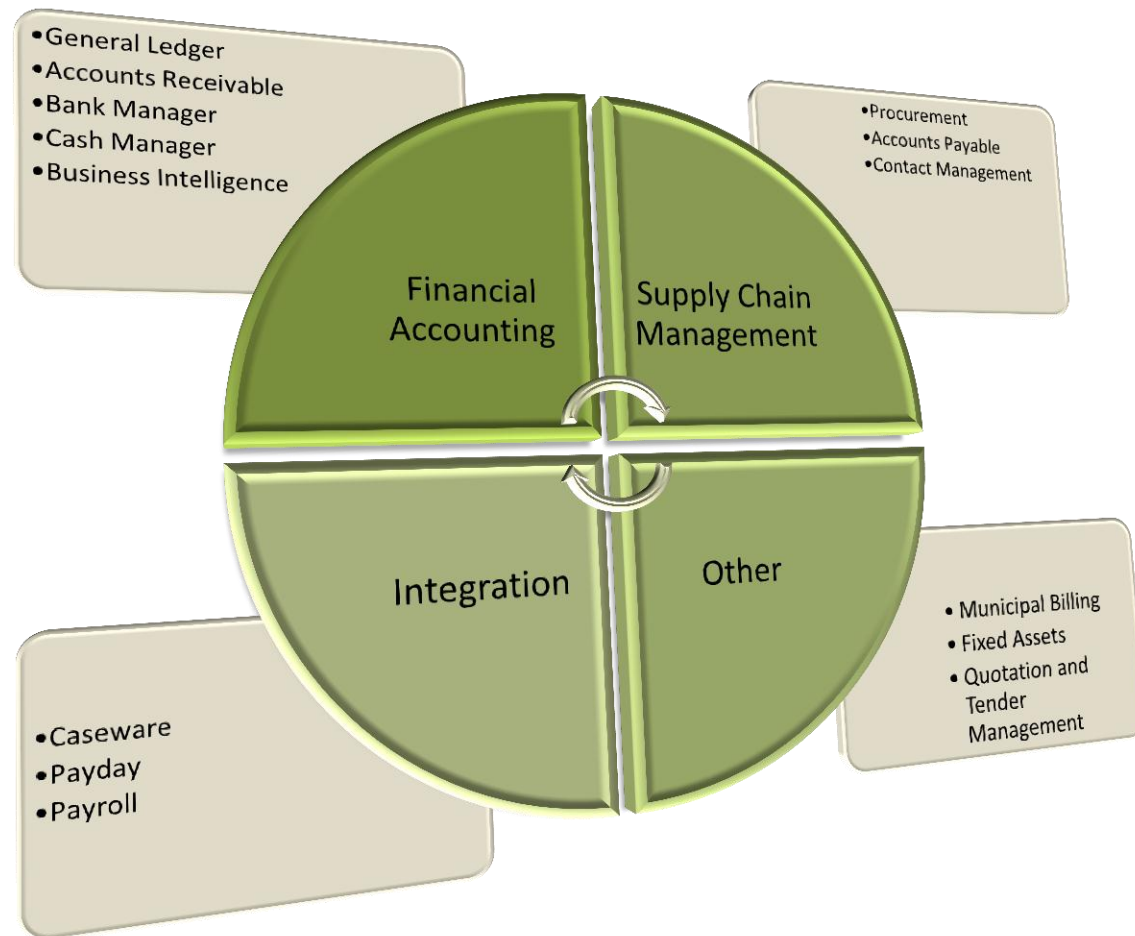 •General Ledger
•Accounts Receivable
•Bank Manager
•Cash Manager
•Business Intelligence
•Procurement
•Accounts Payable
•Contact Management
Financial
Accounting
Supply Chain
Management
Integration
Other
•Caseware
•Payday
•Payroll
• Municipal Billing
• Fixed Assets
• Quotation and
Tender
Management